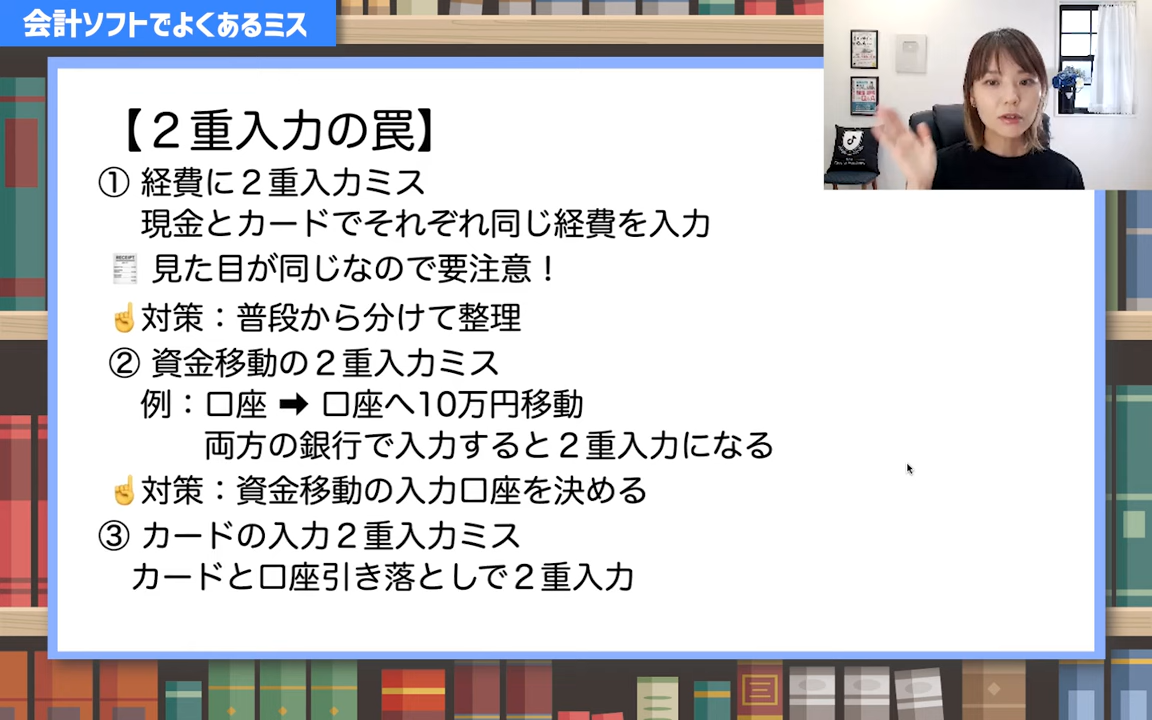 会計ソフトでよくあるミス
【２重入力の罠】
① 経費に２重入力ミス
現金とカードでそれぞれ同じ経費を入力
RECEIPT
🧾 見た目が同じなので要注意！
☝対策：普段から分けて整理
② 資金移動の２重入力ミス
例：口座 ➡ 口座へ10万円移動
両方の銀行で入力すると２重入力になる
☝対策：資金移動の入力口座を決める
③ カードの入力２重入力ミス
カードと口座引き落としで２重入力